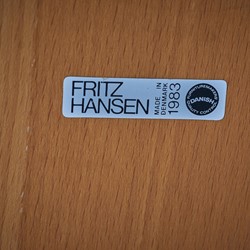 FRITZ
HANSEN
MADE IN
DENMARK
1983
DANISH